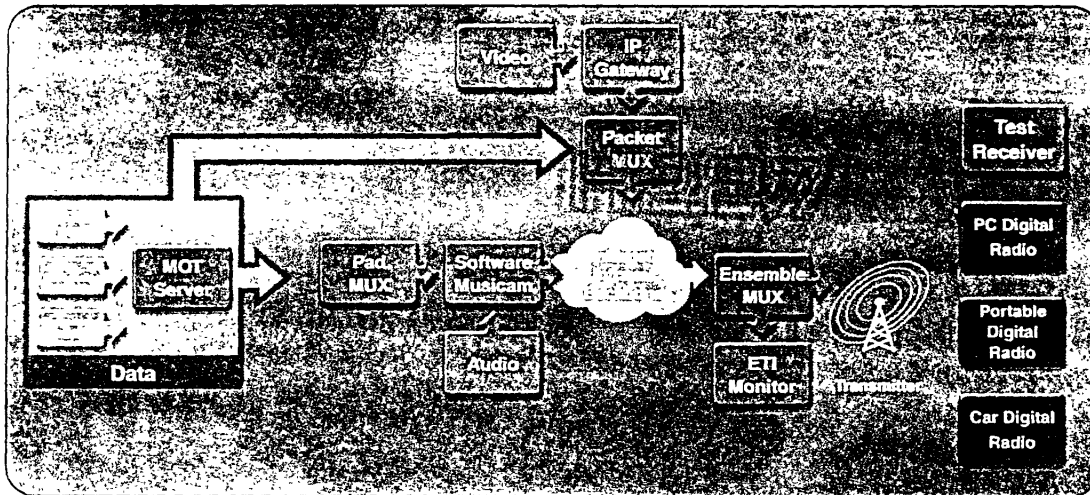 Video
IP
Gateway
Packet
MUX
Test
Receiver
PC Digital
Radio
MOT
Server
Pad
MUX
Software
Musicam
Ensemble
MUX
Portable
Digital
Radio
Data
Audio
ETI
Monitor
Transmitter
Car Digital
Radio